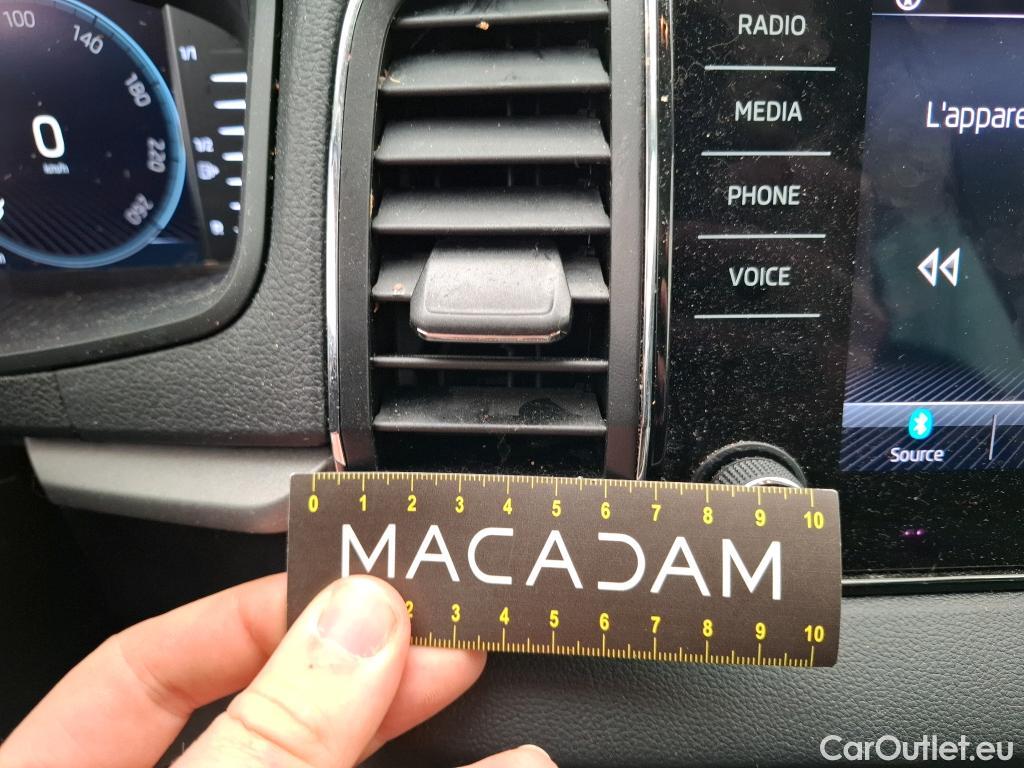 100
140
180
220
260
0
km/h
1/1
1/2
R
RADIO
MEDIA
PHONE
VOICE
L'appare
Source
0 1 2 3 4 5 6 7 8 9 10
MACADAM
2 3 4 5 6 7 8 9 10
CarOutlet.eu